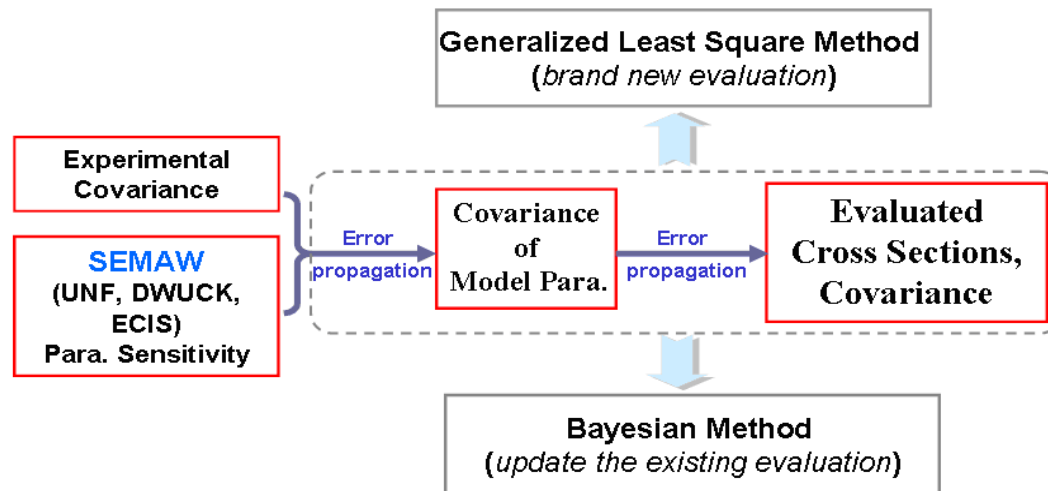 Generalized Least Square Method
(brand new evaluation)
Experimental
Covariance
SEMAW
(UNF, DWUCK,
ECIS)
Para. Sensitivity
Error
propagation
Covariance
of
Model Para.
Error
propagation
Evaluated
Cross Sections,
Covariance
Bayesian Method
(update the existing evaluation)